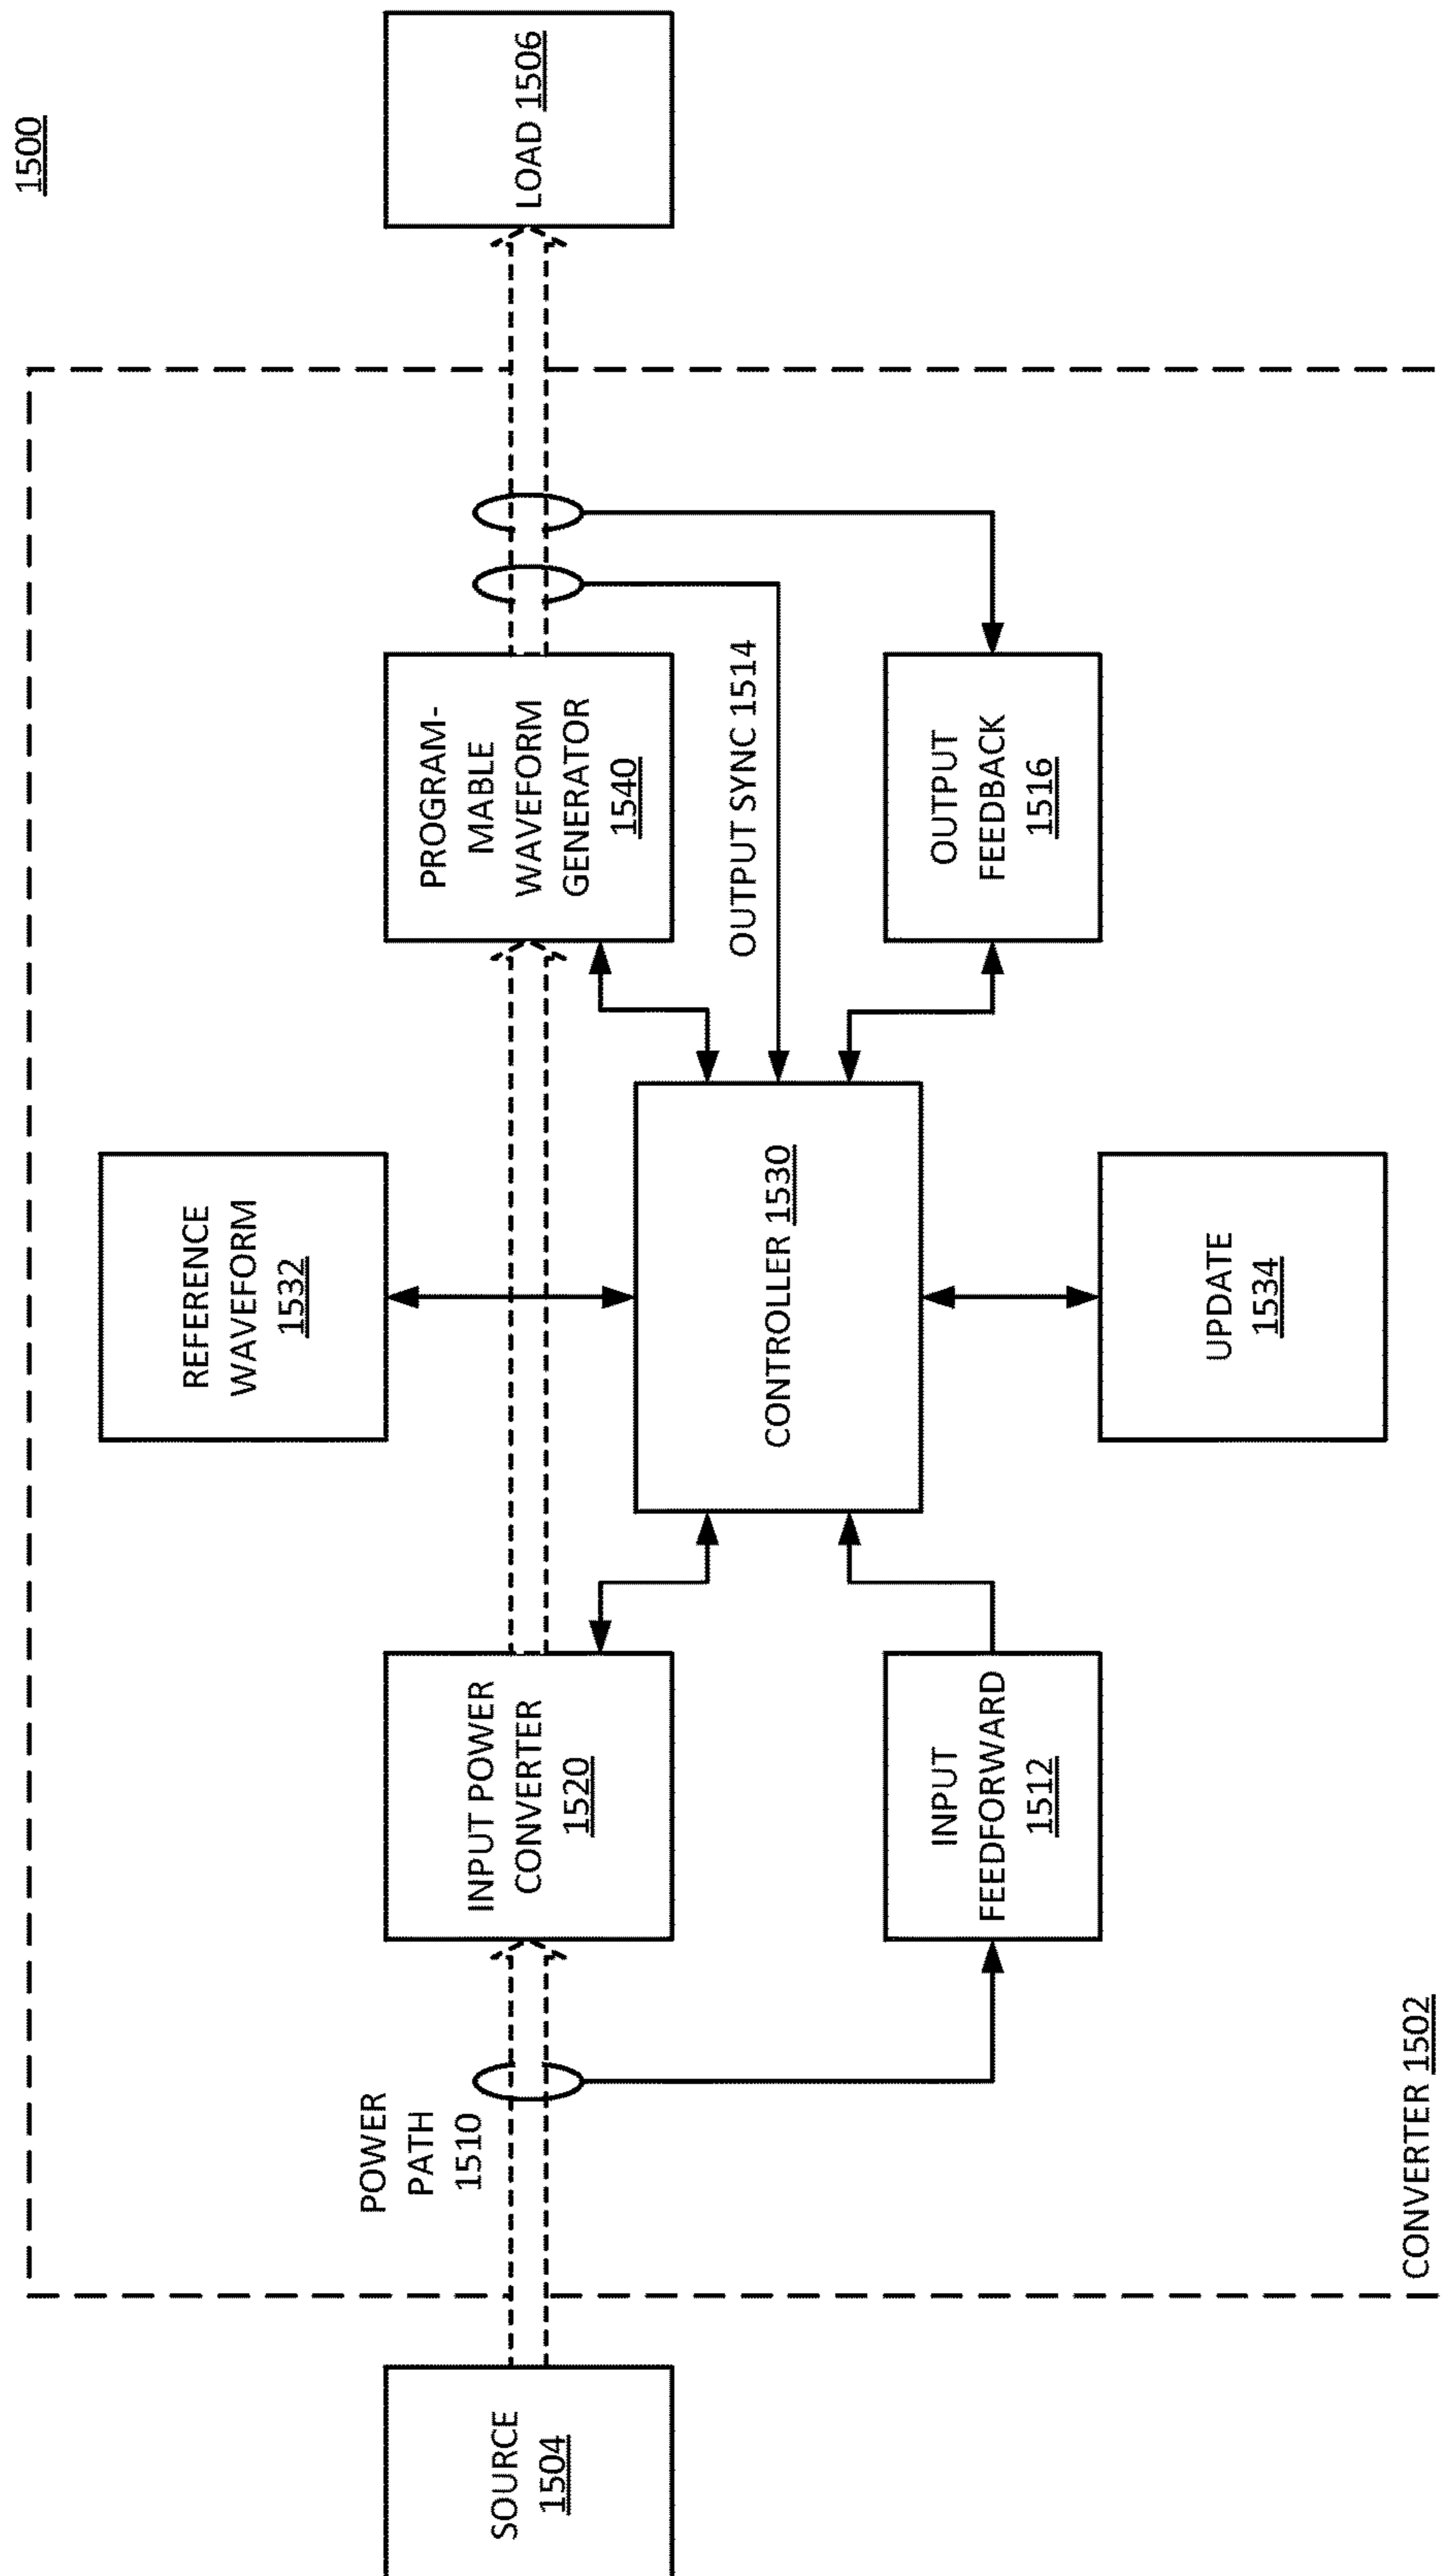 1500
REFERENCE
WAVEFORM
1532
POWER
PATH
1510
SOURCE
1504
INPUT POWER
CONVERTER
1520
PROGRAM-
MABLE
WAVEFORM
GENERATOR
1540
LOAD 1506
CONTROLLER 1530
OUTPUT SYNC 1514
INPUT
FEEDFORWARD
1512
OUTPUT
FEEDBACK
1516
UPDATE
1534
CONVERTER 1502